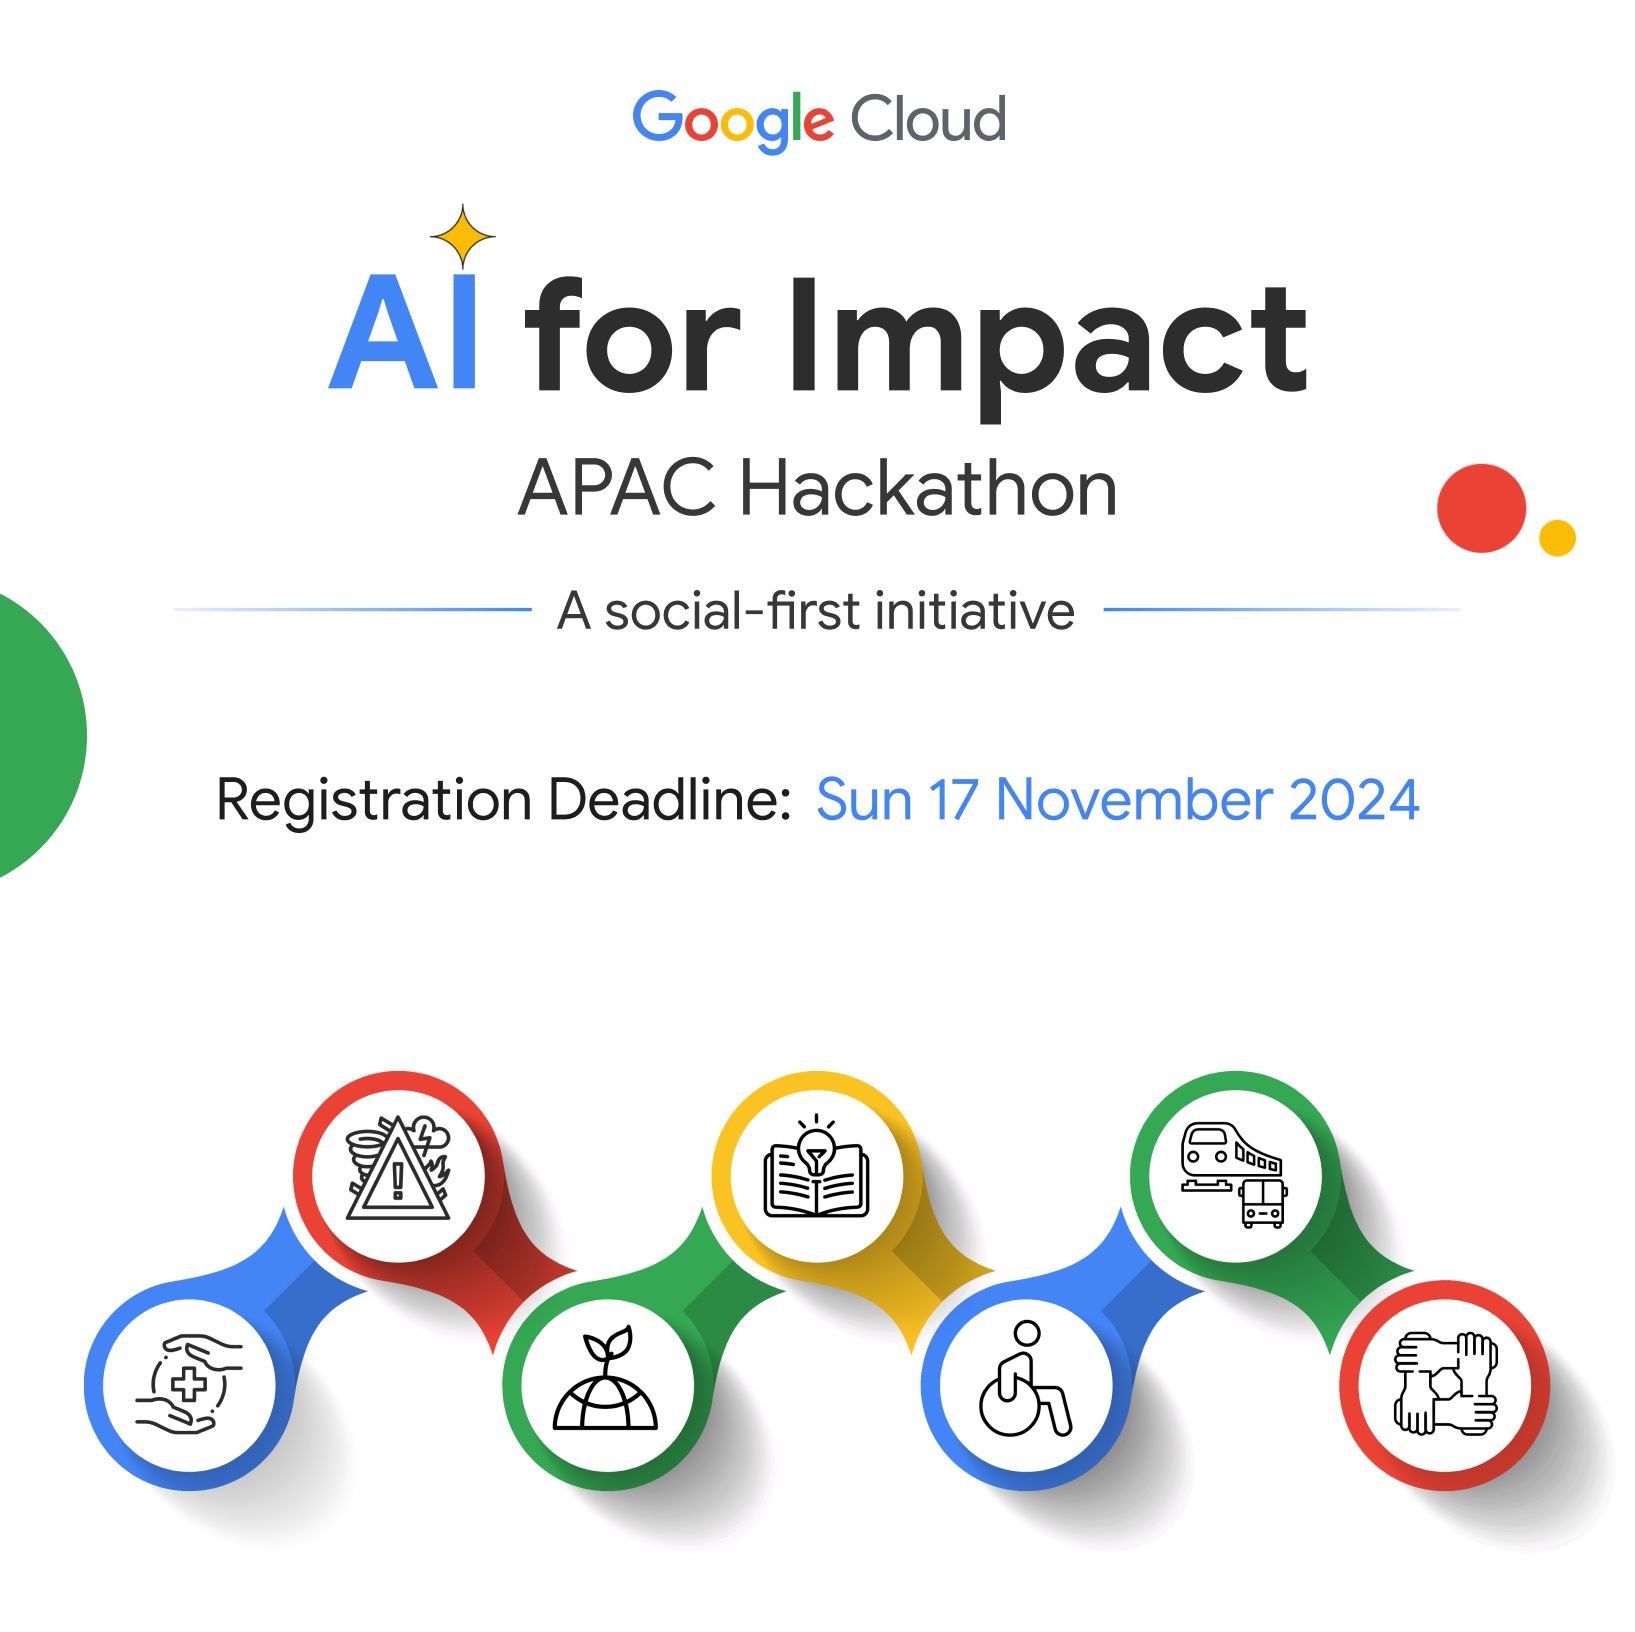 Google Cloud
AI for Impact
APAC Hackathon
A social-first initiative
Registration Deadline: Sun 17 November 2024